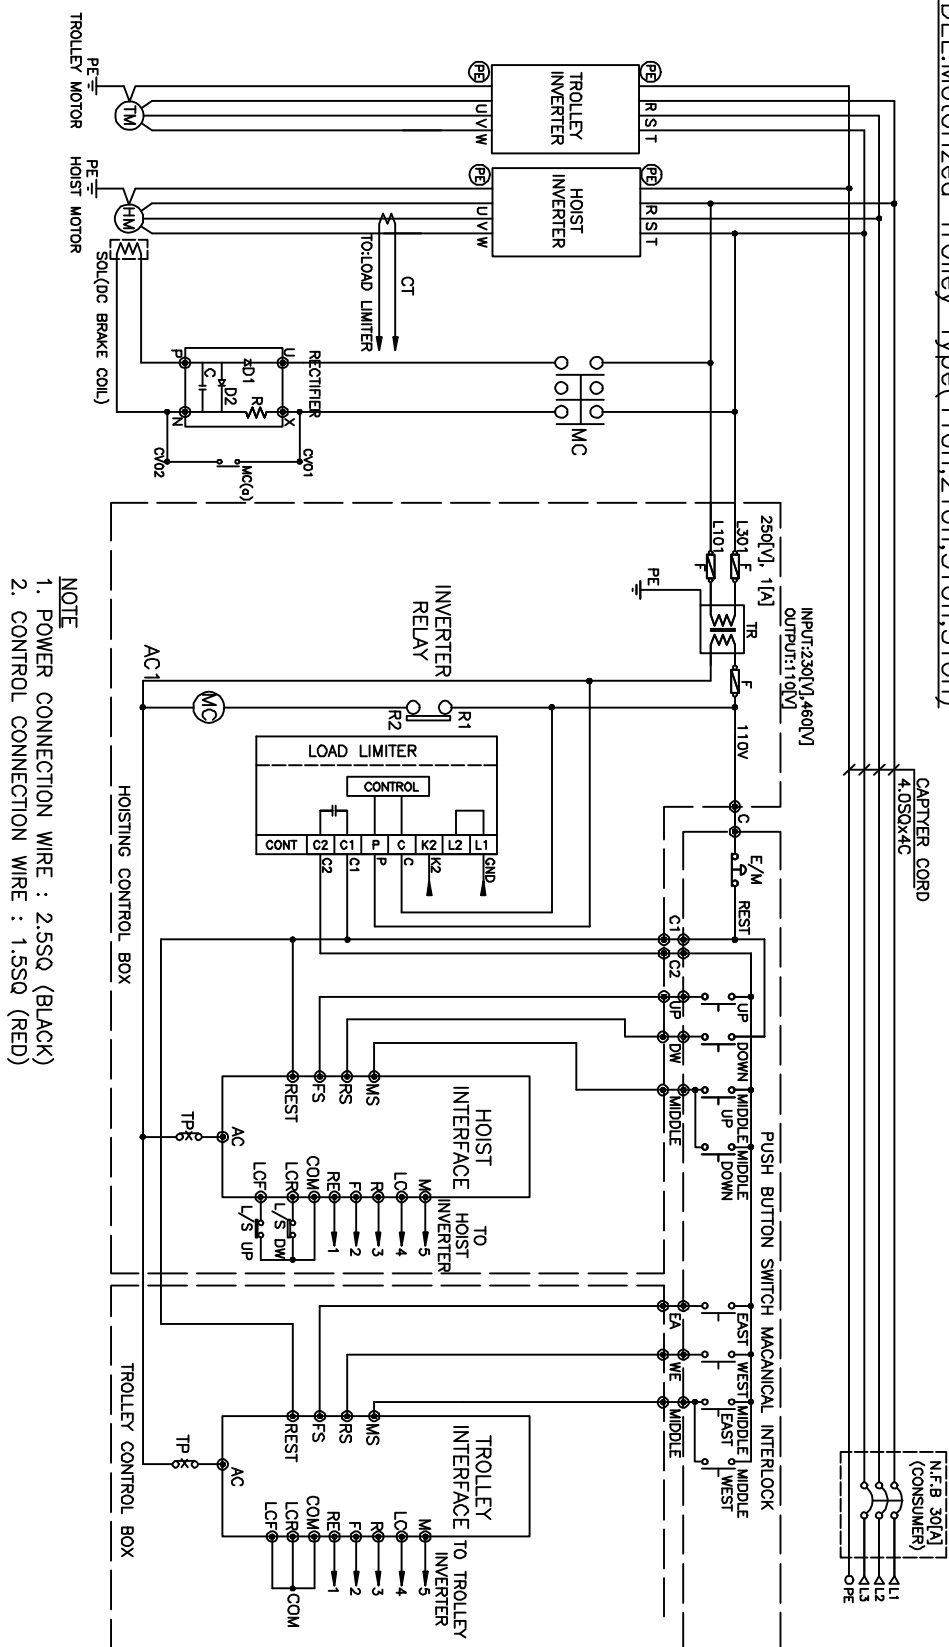 DEL:Motorized Trolley Type(1Ton,2Ton,3Ton,5Ton)
N.F.B 30[A]
(CONSUMER)
L1
L2
L3
PE
CAPTYER CORD
4.0SQx4C
TROLLEY
INVERTER
PE
R S T
PE
U V W
HOIST
INVERTER
PE
R S T
PE
U V W
PE
TM
TROLLEY MOTOR
PE
HM
HOIST MOTOR
SOL(DC BRAKE COIL)
CT
TO:LOAD LIMITER
RECTIFIER
U
X
P
N
D1
D2
C
R
CV01
CV02
MC(a)
MC
250[V], 1[A]
L301
L101
F
F
PE
TR
INPUT:230[V],460[V]
OUTPUT:110[V]
F
110V
C
E/M
REST
INVERTER
RELAY
R1
R2
MC
AC1
LOAD LIMITER
CONTROL
CONT
C2
C1
P
C
K2
L2
L1
C2
C1
P
C
K2
GND
HOISTING CONTROL BOX
C1
C2
UP
DW
MIDDLE
UP
DOWN
MIDDLE
UP
MIDDLE
DOWN
PUSH BUTTON SWITCH MACANICAL INTERLOCK
HOIST
INTERFACE
REST
FS
RS
MS
AC
TP
LCF
LCR
COM
RE
F
R
LC
M
L/S UP
L/S DW
1
2
3
4
5
TO
HOIST
INVERTER
EA
WE
MIDDLE
EAST
WEST
MIDDLE
EAST
MIDDLE
WEST
TROLLEY
INTERFACE
REST
FS
RS
MS
AC
TP
LCF
LCR
COM
RE
F
R
LC
M
COM
1
2
3
4
5
TO TROLLEY
INVERTER
TROLLEY CONTROL BOX
NOTE
1. POWER CONNECTION WIRE : 2.5SQ (BLACK)
2. CONTROL CONNECTION WIRE : 1.5SQ (RED)